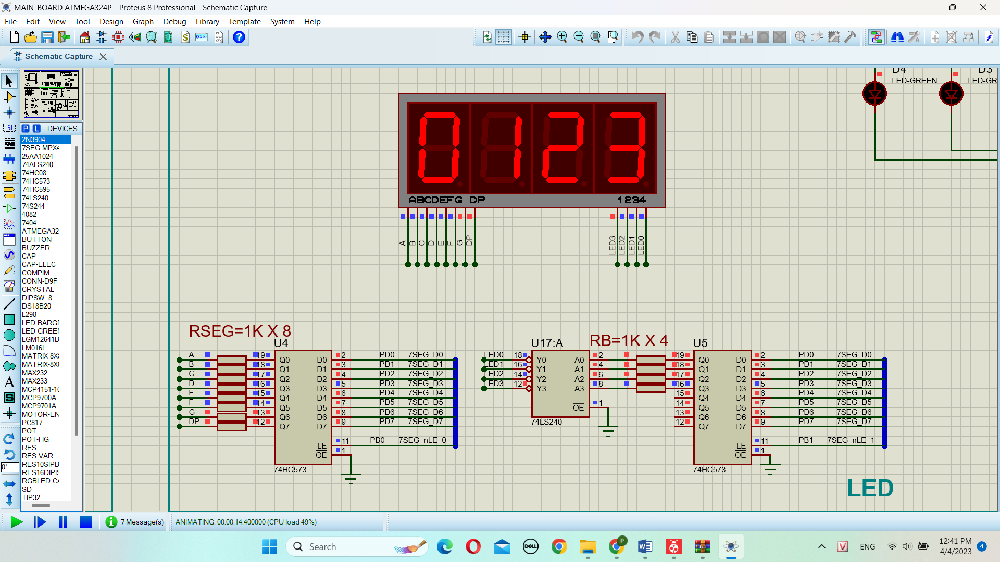 MAIN_BOARD ATMEGA324P - Proteus 8 Professional - Schematic Capture
File Edit View Tool Design Graph Debug Library Template System Help
Schematic Capture
DEVICES
2N3904
7SEG-MPX4
25AA1024
74ALS240
74HC08
74HC573
74HC595
74LS240
74S244
4082
7404
ATMEGA32
BUTTON
BUZZER
CAP
CAP-ELEC
COMPIM
CONN-D9F
CRYSTAL
DIPSW_8
DS18B20
L298
LED-BARG
LED-GREEN
LGM12641B
LM016L
MATRIX-8X
MATRIX-8X
MAX232
MAX233
MCP4151-10
MCP9700A
MCP9701A
MOTOR-EN
PC817
POT
POT-HG
RES
RES-VAR
RES10SIPB
RES16DIPIS
RGBLED-CA
SD
TIP32
0°
D4
LED-GREEN
D3
LED-GR
0123
ABCDEFG DP 1234
A B C D E F G DP
LED3 LED2 LED1 LED0
RSEG=1K X 8
U4
A 19 Q0 D0 2 PD0 7SEG_D0
B 18 Q1 D1 3 PD1 7SEG_D1
C 17 Q2 D2 4 PD2 7SEG_D2
D 16 Q3 D3 5 PD3 7SEG_D3
E 15 Q4 D4 6 PD4 7SEG_D4
F 14 Q5 D5 7 PD5 7SEG_D5
G 13 Q6 D6 8 PD6 7SEG_D6
DP 12 Q7 D7 9 PD7 7SEG_D7
LE 11 PB0 7SEG_nLE_0
OE 1
74HC573
U17:A
RB=1K X 4
LED0 18 Y0 A0 2
LED1 16 Y1 A1 4
LED2 14 Y2 A2 6
LED3 12 Y3 A3 8
OE 1
74LS240
U5
19 Q0 D0 2 PD0 7SEG_D0
18 Q1 D1 3 PD1 7SEG_D1
17 Q2 D2 4 PD2 7SEG_D2
16 Q3 D3 5 PD3 7SEG_D3
15 Q4 D4 6 PD4 7SEG_D4
14 Q5 D5 7 PD5 7SEG_D5
13 Q6 D6 8 PD6 7SEG_D6
12 Q7 D7 9 PD7 7SEG_D7
LE 11 PB1 7SEG_nLE_1
OE 1
74HC573
LED
7 Message(s)
ANIMATING: 00:00:14.400000 (CPU load 49%)
Search
DELL
ENG
12:41 PM
4/4/2023
4